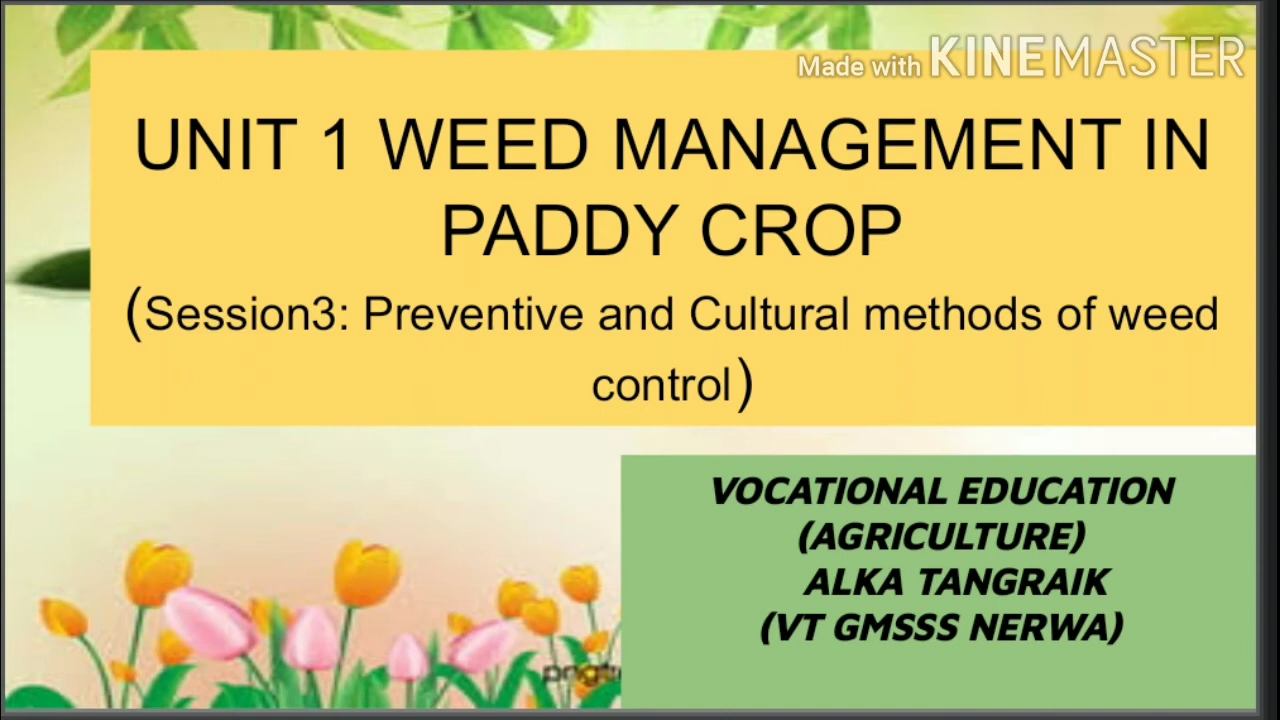 Made with KINEMASTER
UNIT 1 WEED MANAGEMENT IN
PADDY CROP
(Session3: Preventive and Cultural methods of weed
control)
VOCATIONAL EDUCATION
(AGRICULTURE)
ALKA TANGRAIK
(VT GMSSS NERWA)